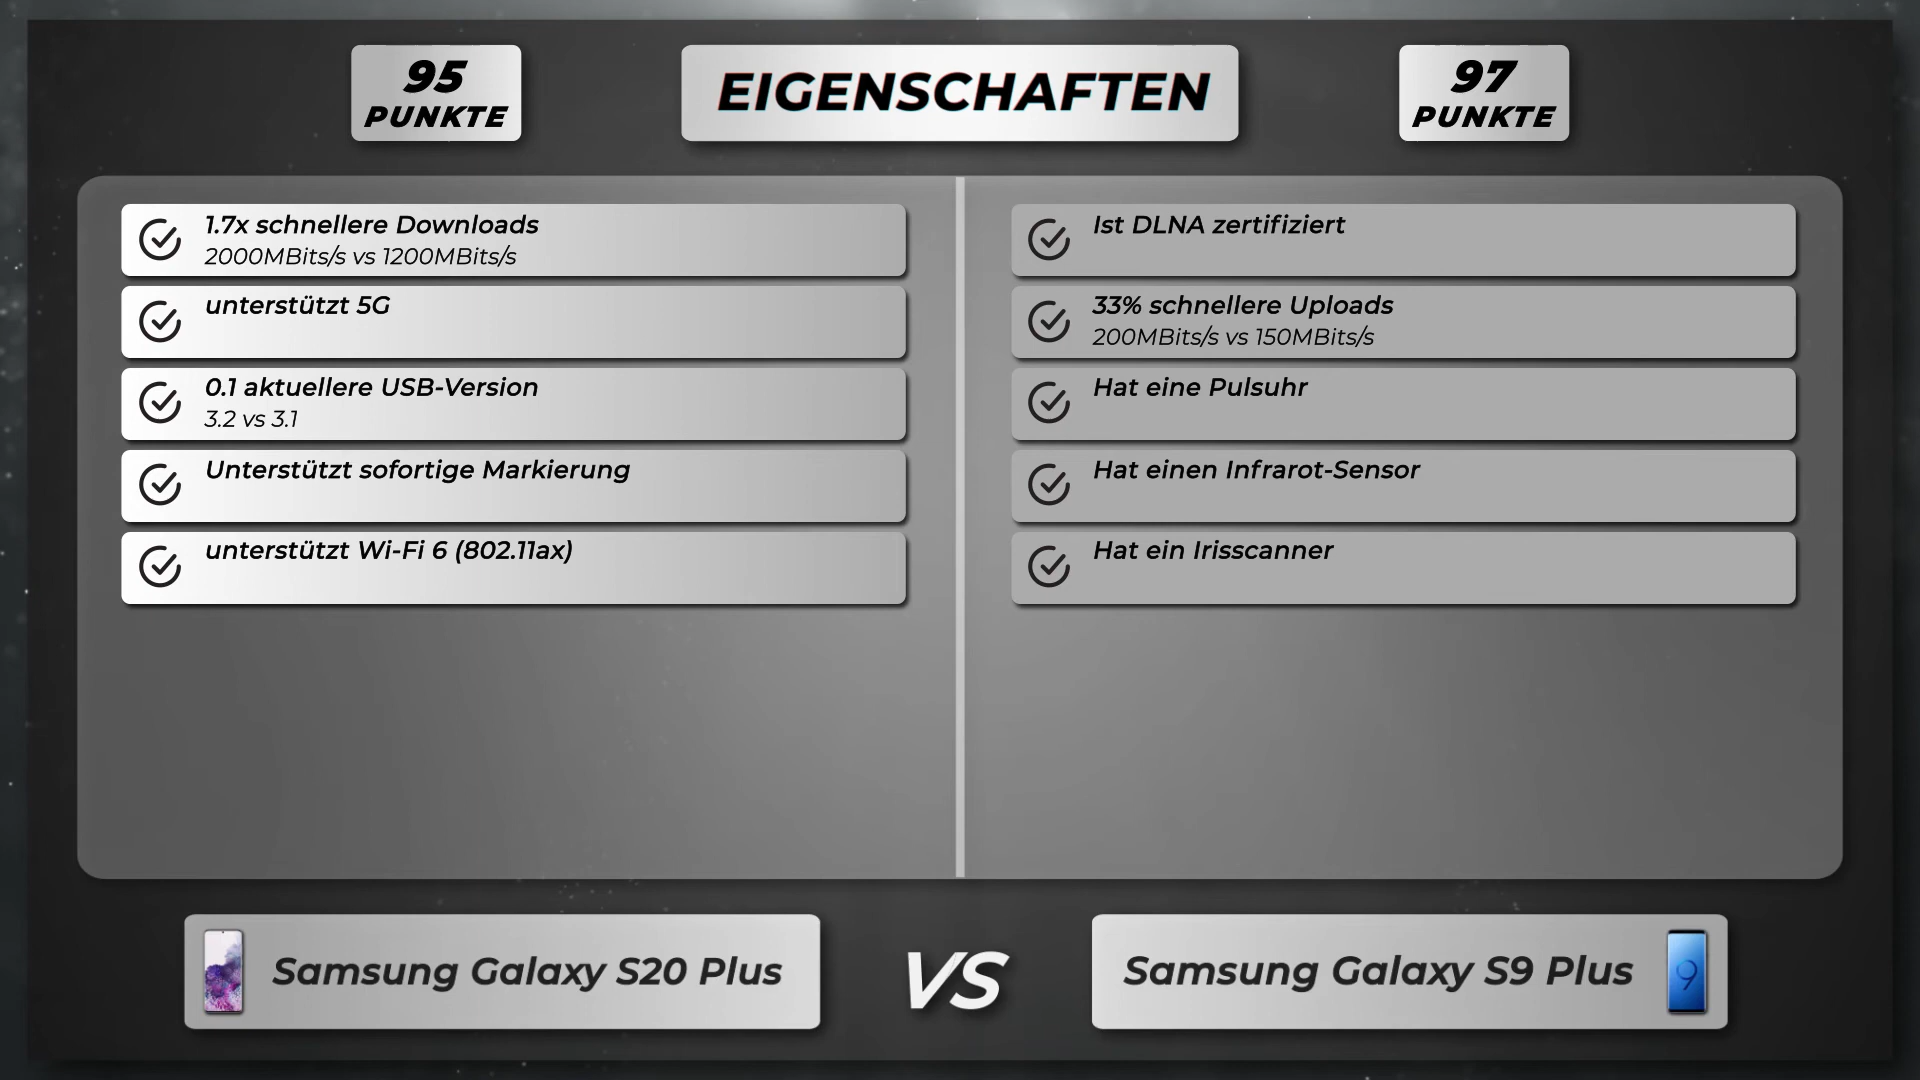 95
PUNKTE
EIGENSCHAFTEN
97
PUNKTE
1.7x schnellere Downloads
2000MBits/s vs 1200MBits/s
unterstützt 5G
0.1 aktuellere USB-Version
3.2 vs 3.1
Unterstützt sofortige Markierung
unterstützt Wi-Fi 6 (802.11ax)
Ist DLNA zertifiziert
33% schnellere Uploads
200MBits/s vs 150MBits/s
Hat eine Pulsuhr
Hat einen Infrarot-Sensor
Hat ein Irisscanner
Samsung Galaxy S20 Plus
VS
Samsung Galaxy S9 Plus
9